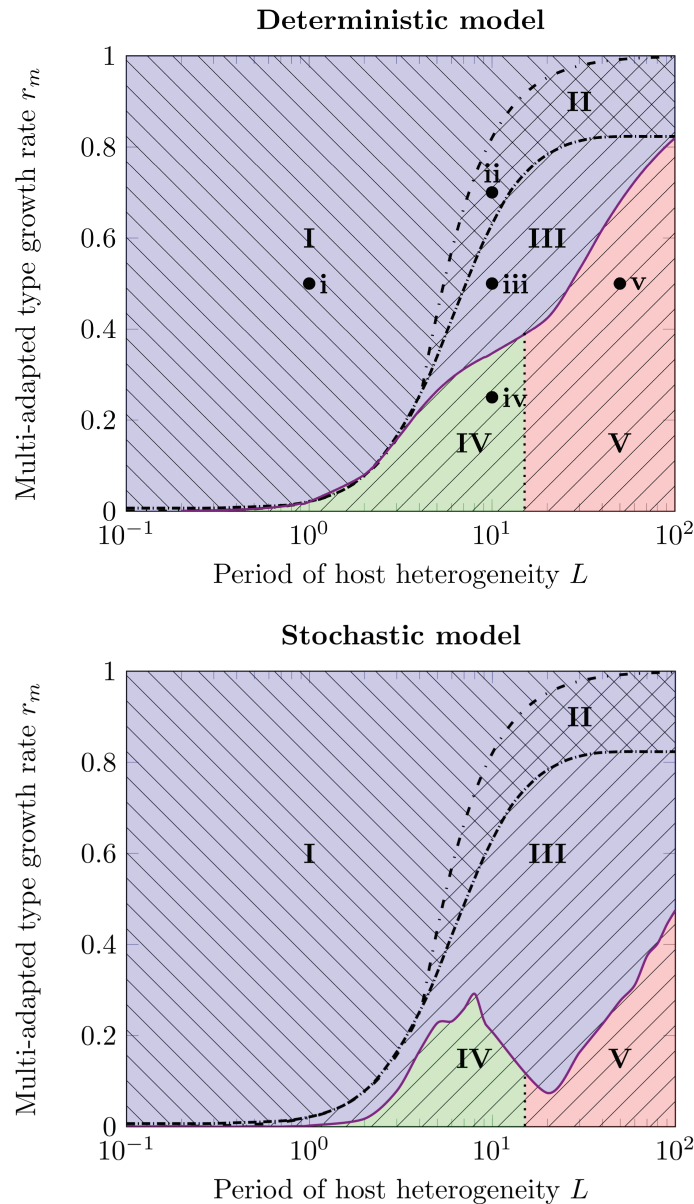 Deterministic model
Multi-adapted type growth rate r_m
1
0.8
0.6
0.4
0.2
0
II
ii
I
III
i
iii
v
iv
IV
V
10^−1
10^0
10^1
10^2
Period of host heterogeneity L
Stochastic model
Multi-adapted type growth rate r_m
1
0.8
0.6
0.4
0.2
0
II
I
III
IV
V
10^−1
10^0
10^1
10^2
Period of host heterogeneity L